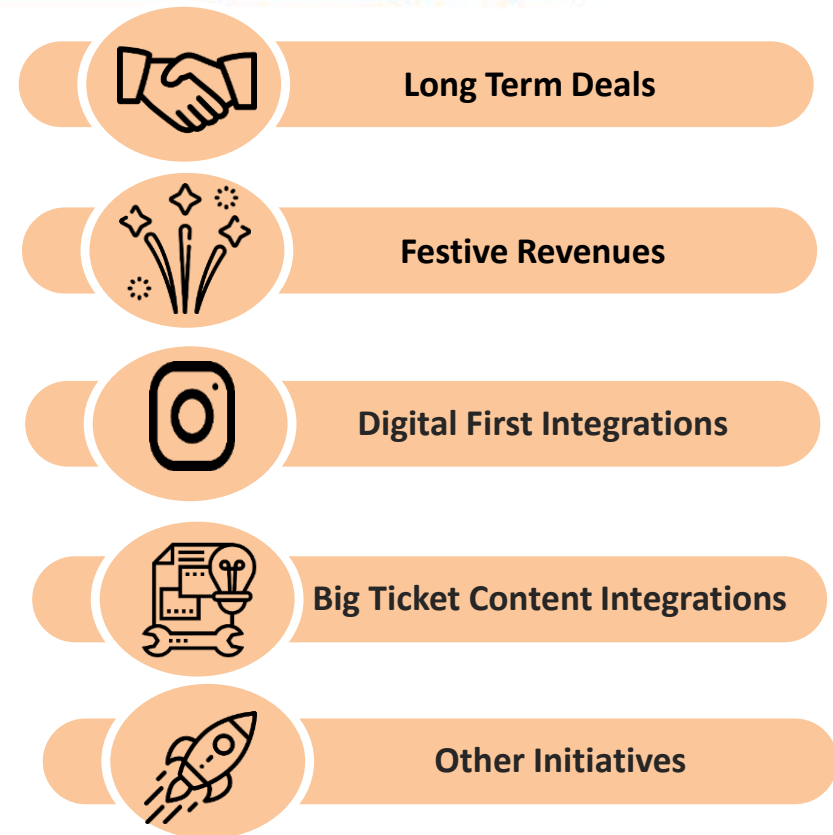 Long Term Deals
Festive Revenues
Digital First Integrations
Big Ticket Content Integrations
Other Initiatives